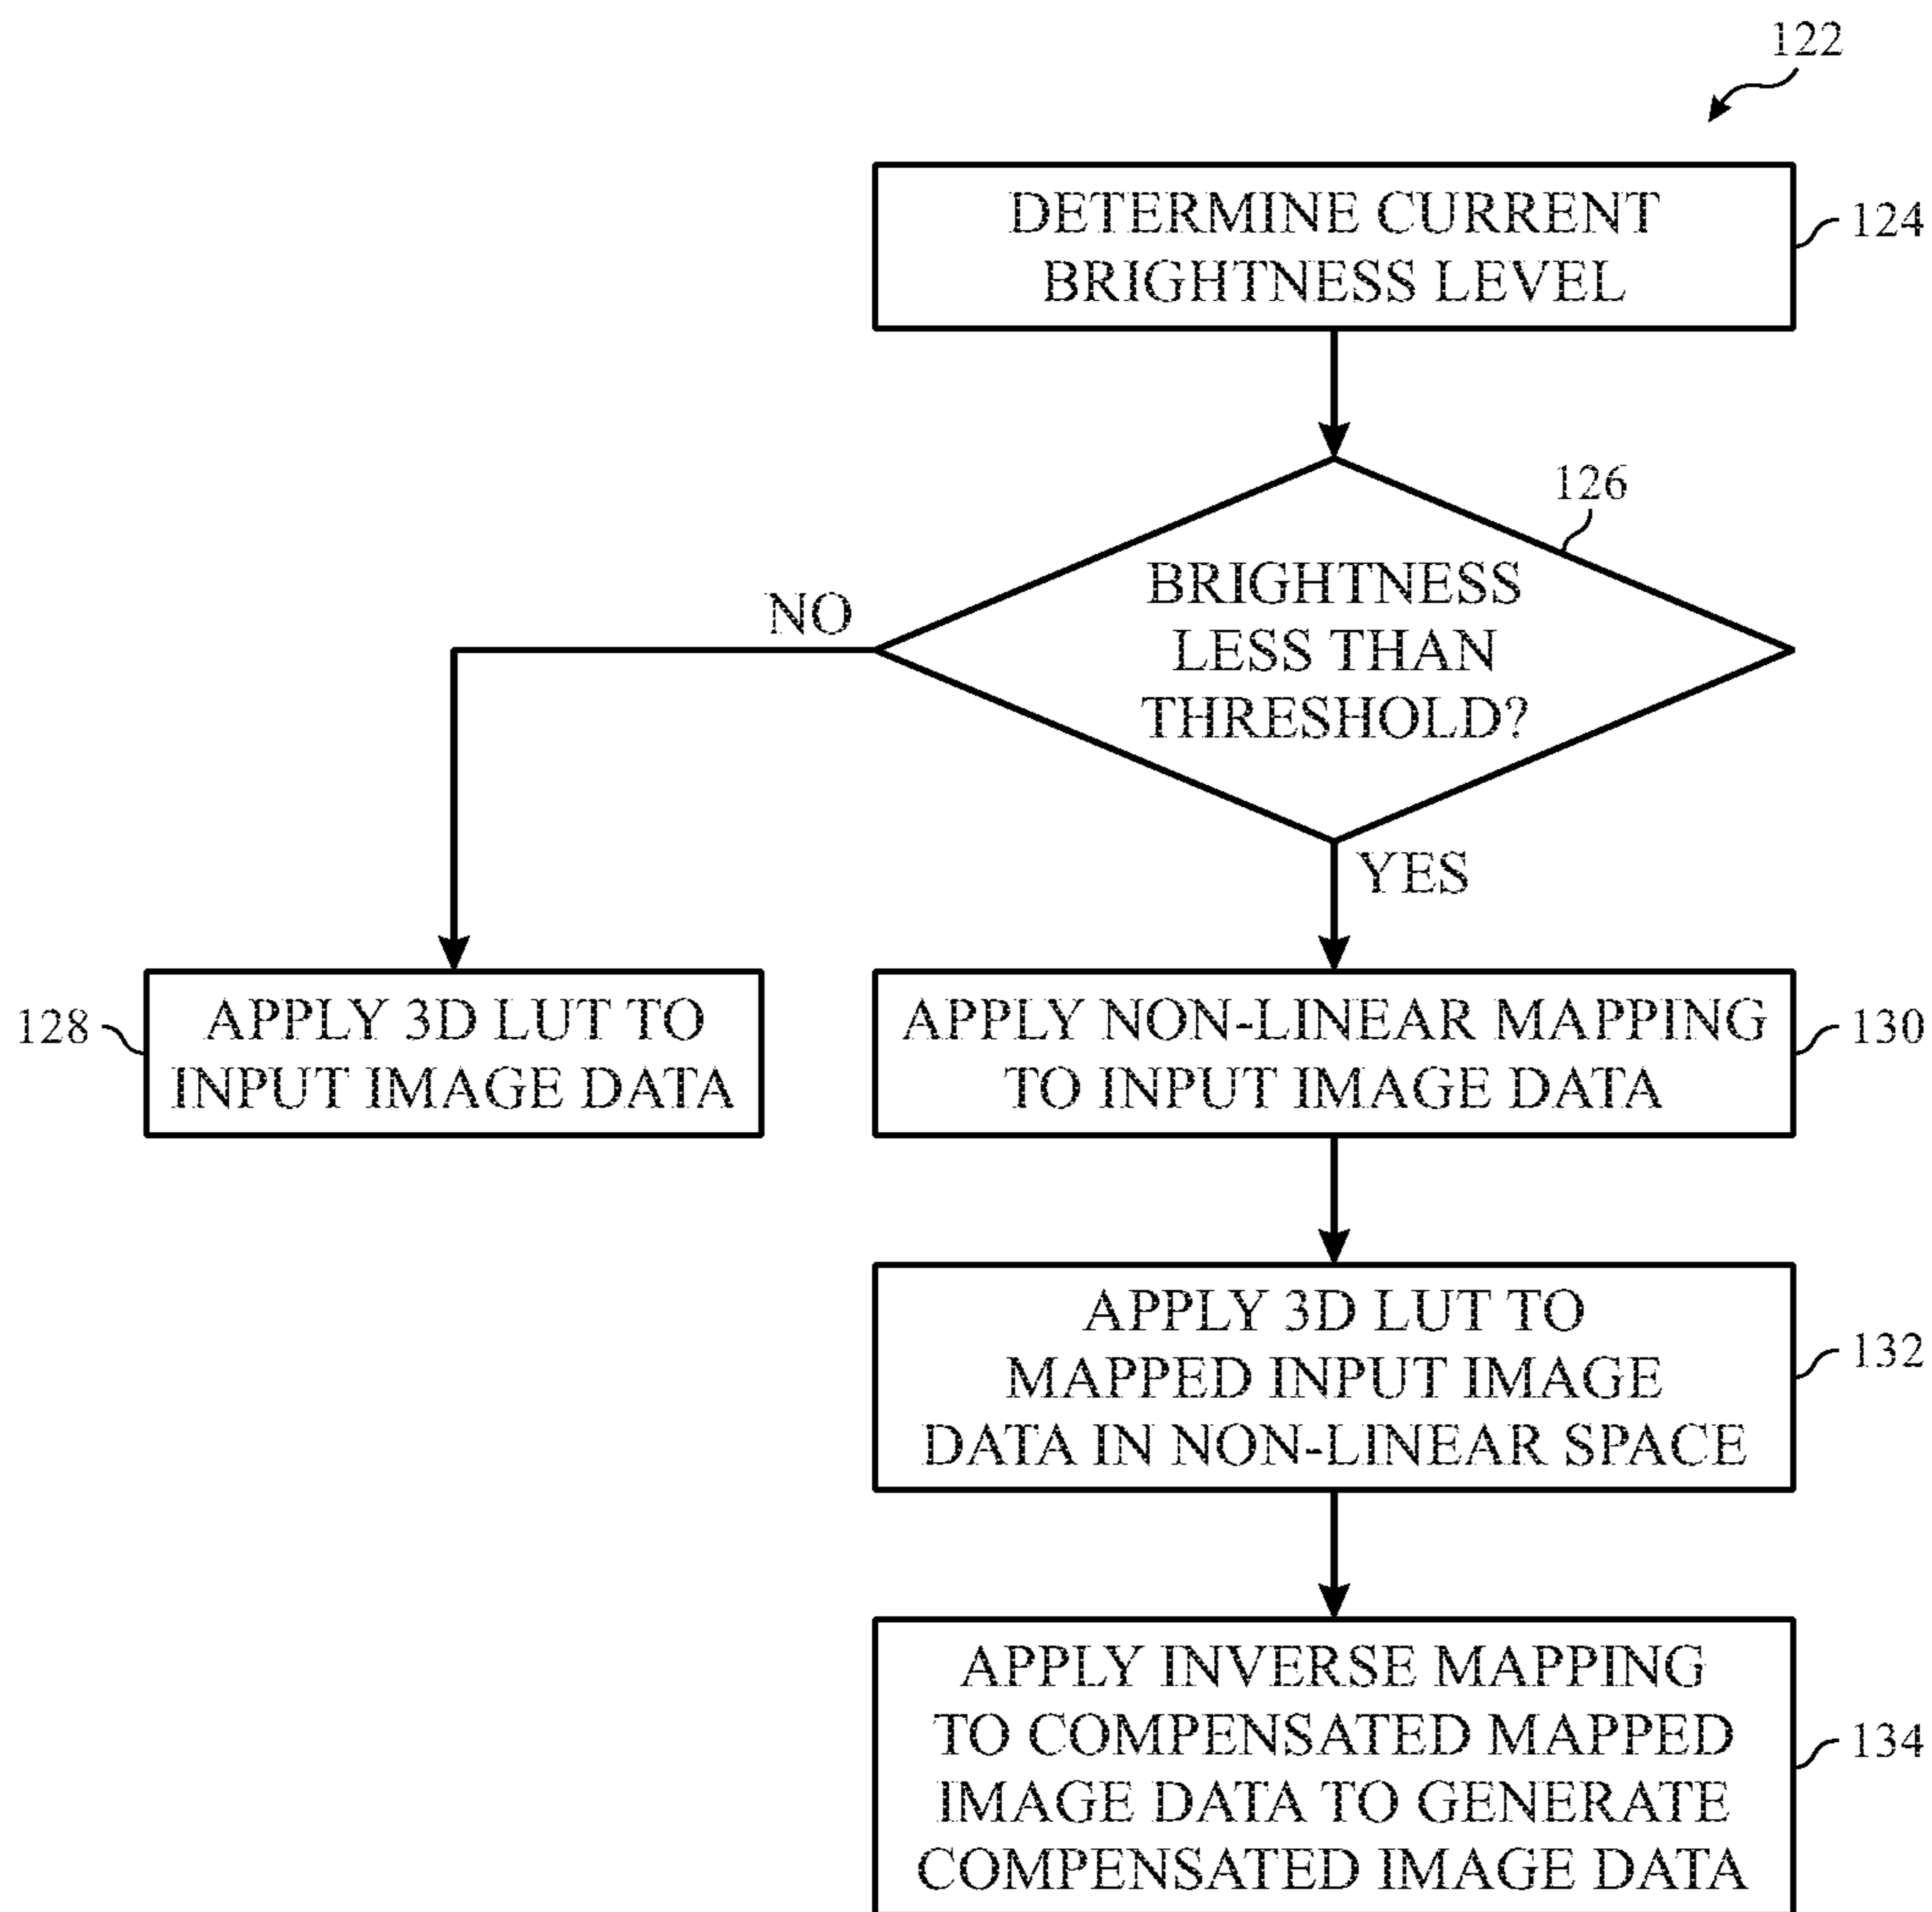 122
DETERMINE CURRENT
BRIGHTNESS LEVEL
124
126
BRIGHTNESS
LESS THAN
THRESHOLD?
NO
YES
128
APPLY 3D LUT TO
INPUT IMAGE DATA
APPLY NON-LINEAR MAPPING
TO INPUT IMAGE DATA
130
APPLY 3D LUT TO
MAPPED INPUT IMAGE
DATA IN NON-LINEAR SPACE
132
APPLY INVERSE MAPPING
TO COMPENSATED MAPPED
IMAGE DATA TO GENERATE
COMPENSATED IMAGE DATA
134